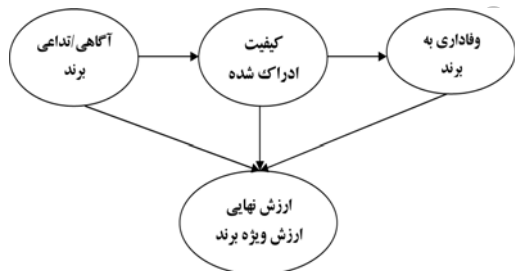 آگاهی/تداعی
برند
کیفیت
ادراک شده
وفاداری به
برند
ارزش نهایی
ارزش ویژه برند